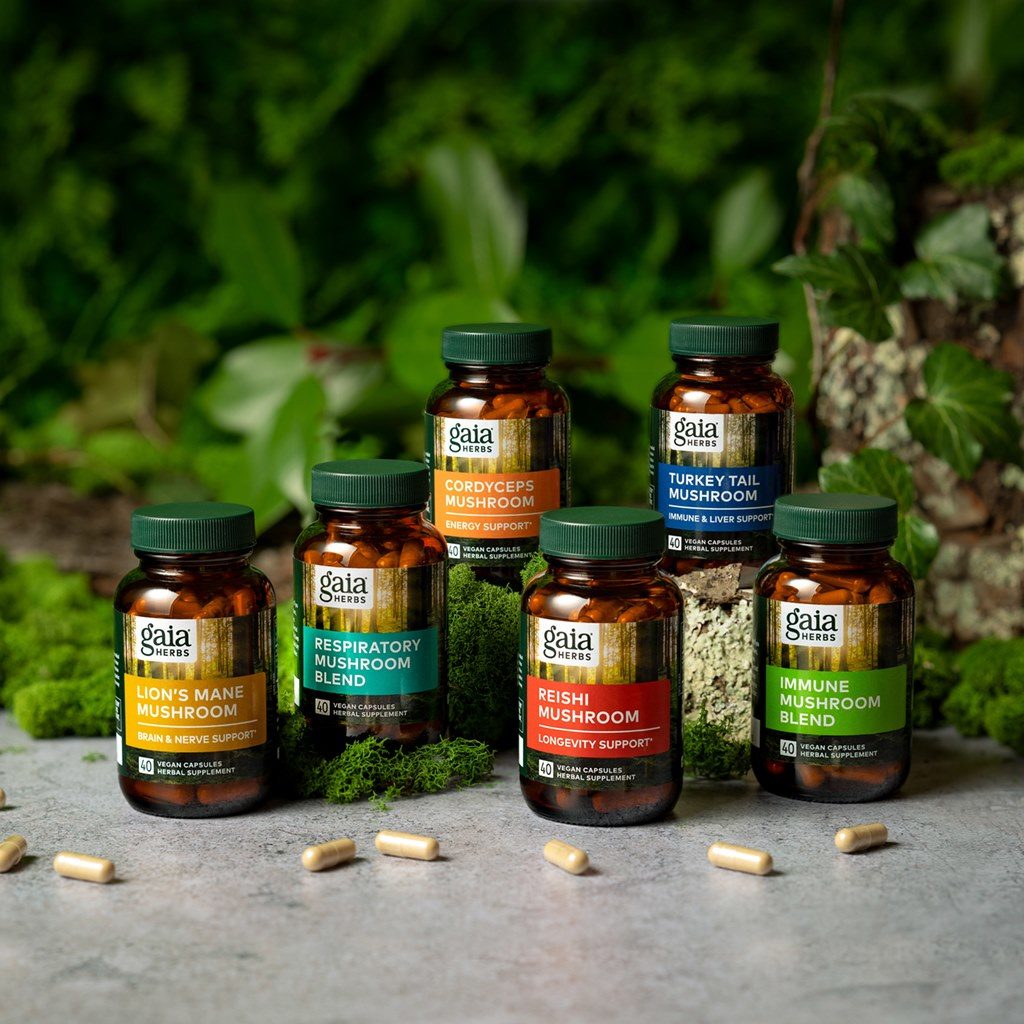 gaia
HERBS
CORDYCEPS
MUSHROOM
ENERGY SUPPORT*
40 VEGAN CAPSULES
HERBAL SUPPLEMENT
gaia
HERBS
TURKEY TAIL
MUSHROOM
IMMUNE & LIVER SUPPORT*
40 VEGAN CAPSULES
HERBAL SUPPLEMENT
gaia
HERBS
LION'S MANE
MUSHROOM
BRAIN & NERVE SUPPORT*
40 VEGAN CAPSULES
HERBAL SUPPLEMENT
gaia
HERBS
RESPIRATORY
MUSHROOM
BLEND
40 VEGAN CAPSULES
HERBAL SUPPLEMENT
gaia
HERBS
REISHI
MUSHROOM
LONGEVITY SUPPORT*
40 VEGAN CAPSULES
HERBAL SUPPLEMENT
gaia
HERBS
IMMUNE
MUSHROOM
BLEND
40 VEGAN CAPSULES
HERBAL SUPPLEMENT